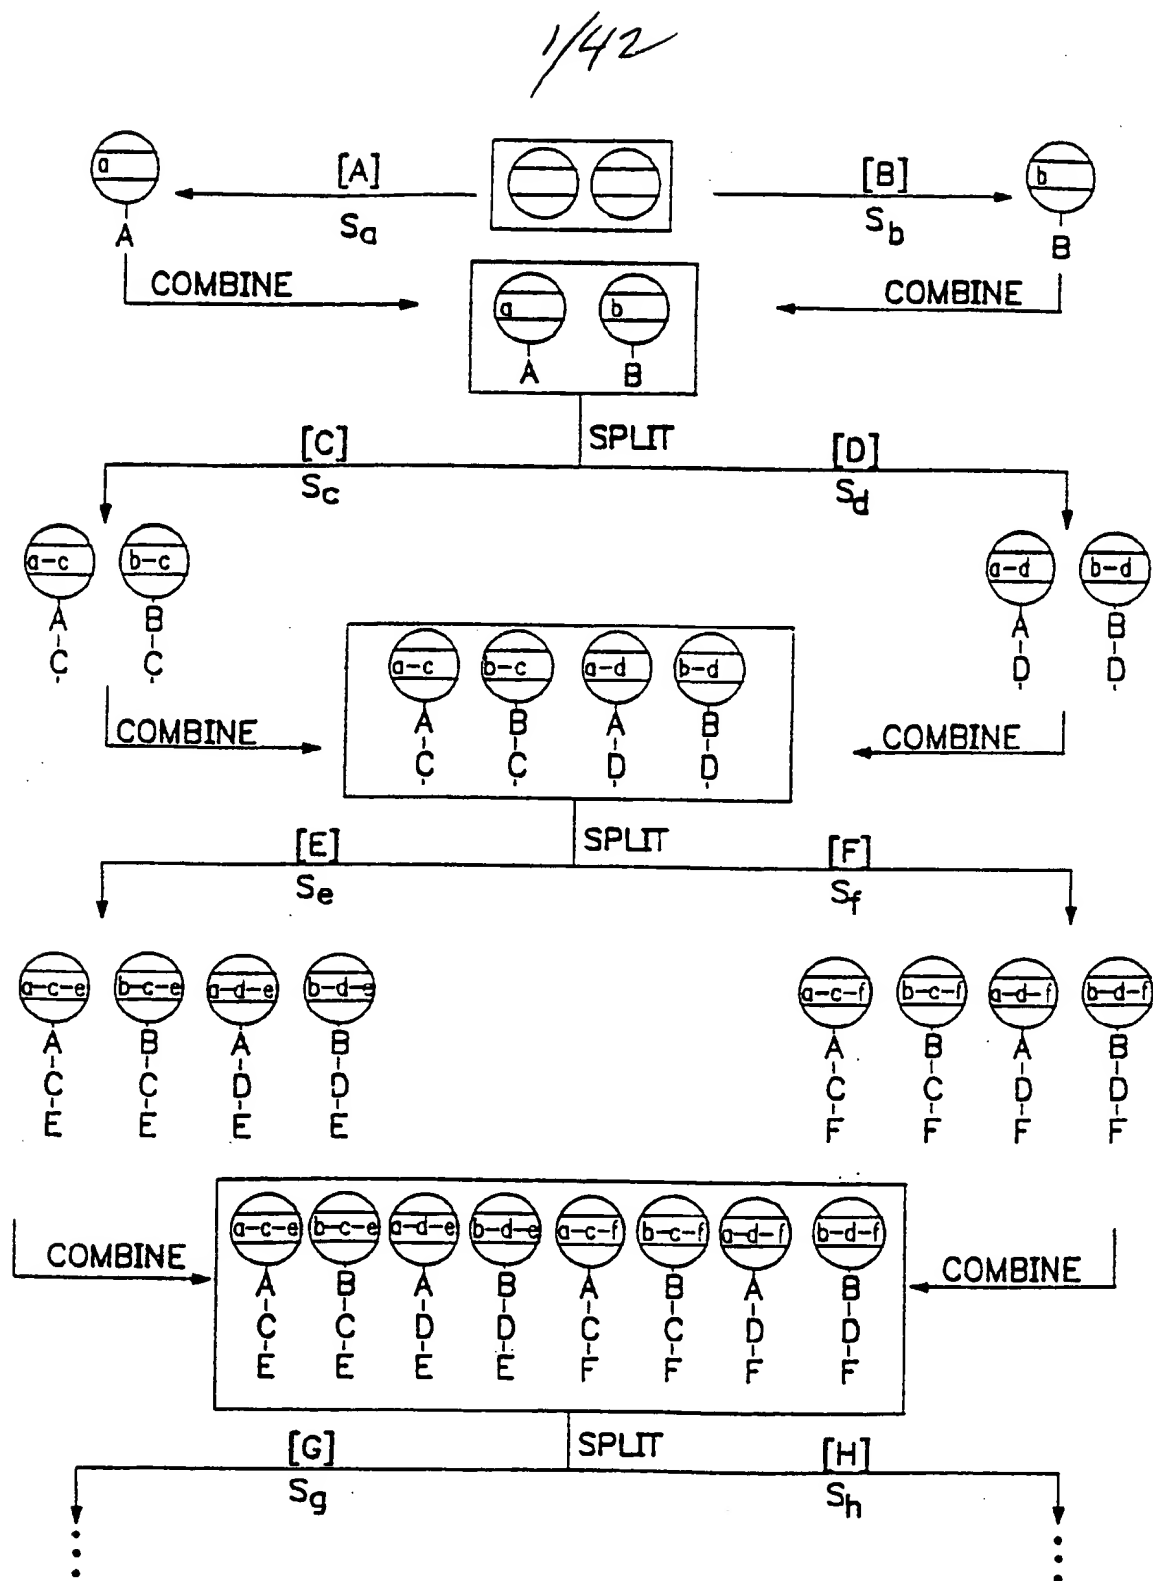 1/42
a [A] [B] b
A Sa Sb B
COMBINE COMBINE
a b
A B
[C] SPLIT [D]
Sc Sd
a-c b-c a-d b-d
A B A B
C C D D
a-c b-c a-d b-d
A B A B
C C D D
COMBINE COMBINE
[E] SPLIT [F]
Se Sf
a-c-e b-c-e a-d-e b-d-e a-c-f b-c-f a-d-f b-d-f
A B A B A B A B
C C D D C C D D
E E E E F F F F
a-c-e b-c-e a-d-e b-d-e a-c-f b-c-f a-d-f b-d-f
COMBINE COMBINE
A B A B A B A B
C C D D C C D D
E E E E F F F F
[G] SPLIT [H]
Sg Sh